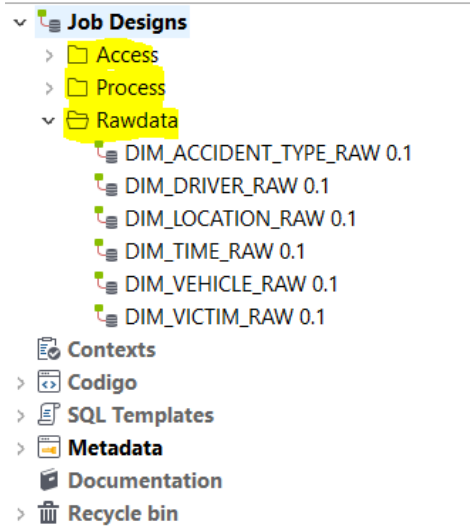 Job Designs
Access
Process
Rawdata
DIM_ACCIDENT_TYPE_RAW 0.1
DIM_DRIVER_RAW 0.1
DIM_LOCATION_RAW 0.1
DIM_TIME_RAW 0.1
DIM_VEHICLE_RAW 0.1
DIM_VICTIM_RAW 0.1
Contexts
Codigo
SQL Templates
Metadata
Documentation
Recycle bin